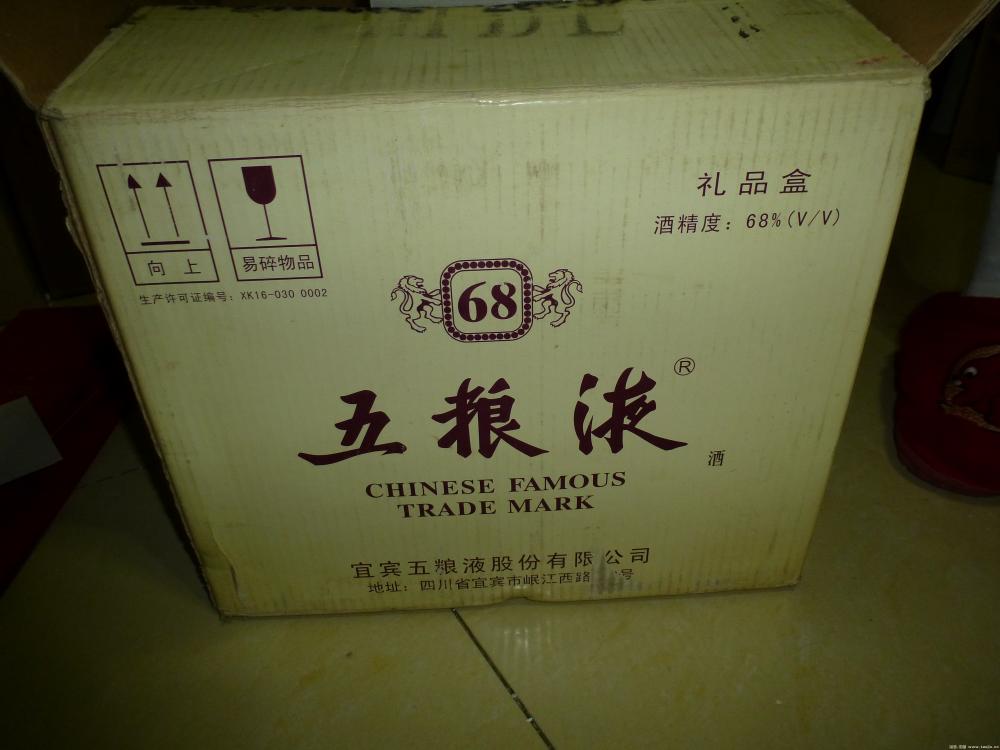 礼品盒
酒精度：68%(V/V)
向上
易碎物品
生产许可证编号：XK16-030 0002
68
五粮液®
酒
CHINESE FAMOUS
TRADE MARK
宜宾五粮液股份有限公司
地址：四川省宜宾市岷江西路 号